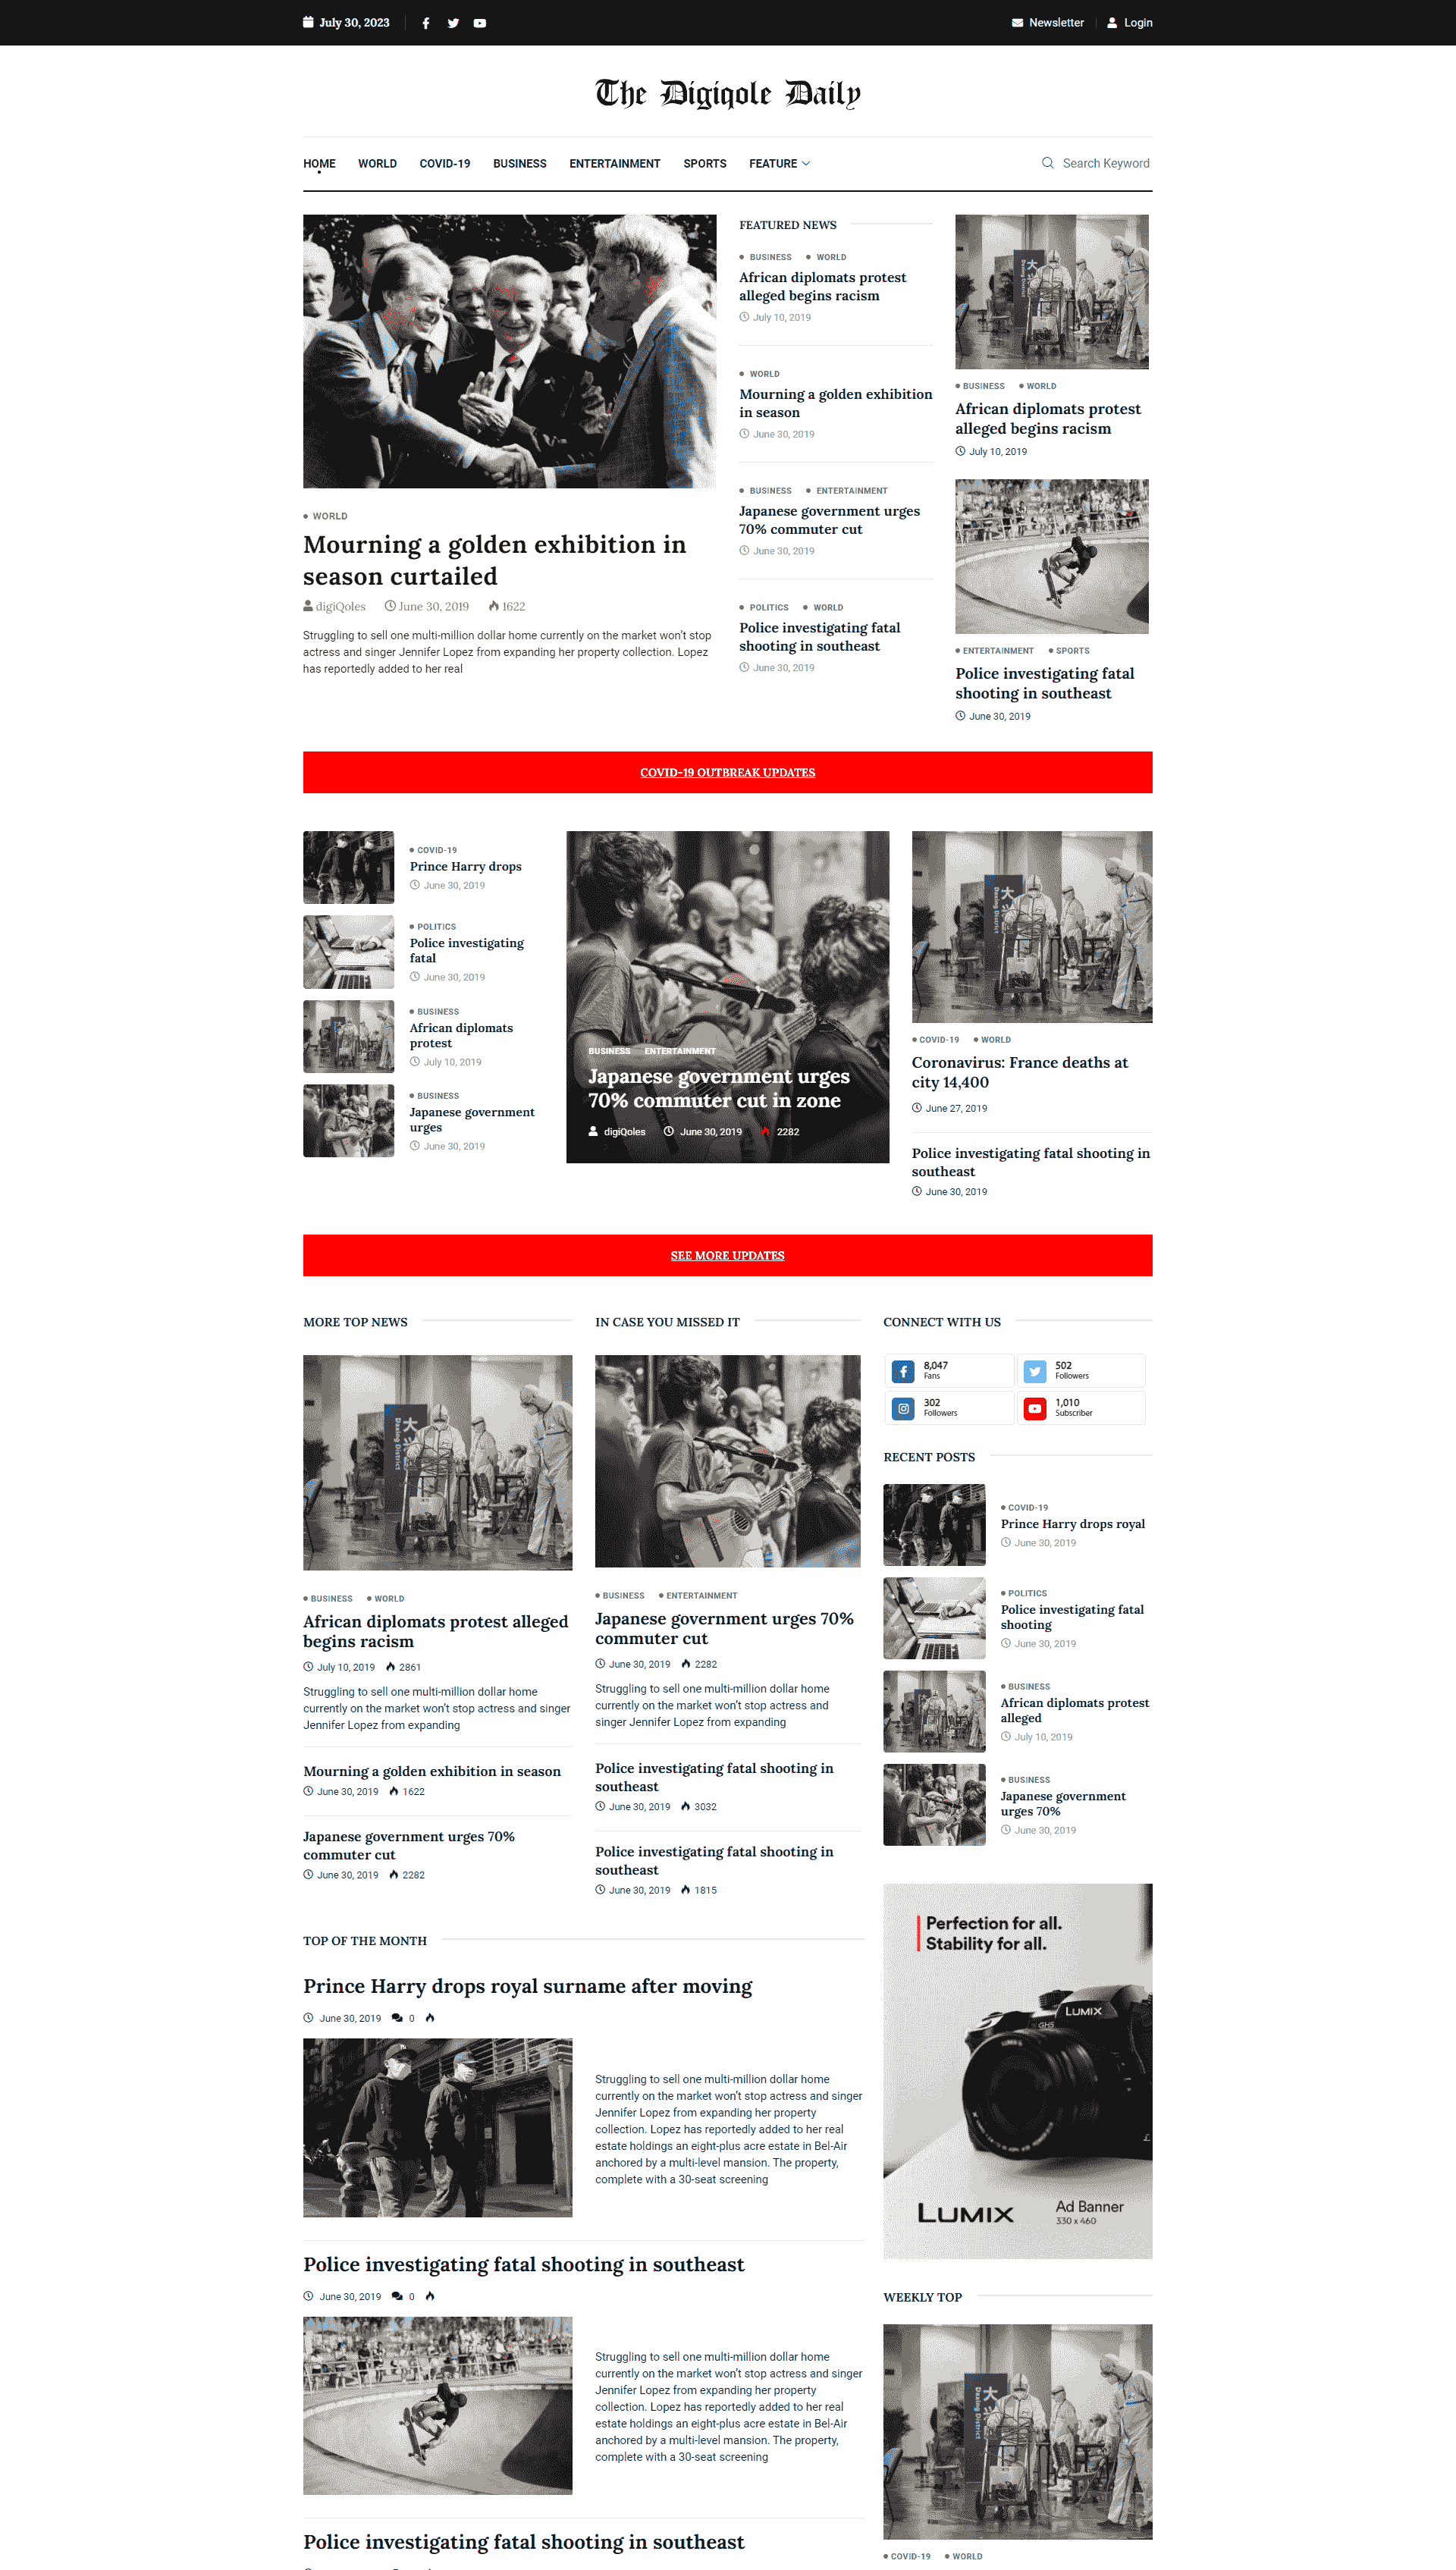 July 30, 2023
Newsletter
Login
The Digiqole Daily
HOME WORLD COVID-19 BUSINESS ENTERTAINMENT SPORTS FEATURE
Search Keyword
WORLD
Mourning a golden exhibition in
season curtailed
digiQoles June 30, 2019 1622
Struggling to sell one multi-million dollar home currently on the market won't stop
actress and singer Jennifer Lopez from expanding her property collection. Lopez
has reportedly added to her real
FEATURED NEWS
BUSINESS WORLD
African diplomats protest
alleged begins racism
July 10, 2019
WORLD
Mourning a golden exhibition
in season
June 30, 2019
BUSINESS ENTERTAINMENT
Japanese government urges
70% commuter cut
June 30, 2019
POLITICS WORLD
Police investigating fatal
shooting in southeast
June 30, 2019
大兴
Daxing District
BUSINESS WORLD
African diplomats protest
alleged begins racism
July 10, 2019
ENTERTAINMENT SPORTS
Police investigating fatal
shooting in southeast
June 30, 2019
COVID-19 OUTBREAK UPDATES
COVID-19
Prince Harry drops
June 30, 2019
POLITICS
Police investigating
fatal
June 30, 2019
BUSINESS
African diplomats
protest
July 10, 2019
BUSINESS
Japanese government
urges
June 30, 2019
BUSINESS ENTERTAINMENT
Japanese government urges
70% commuter cut in zone
digiQoles June 30, 2019 2282
大兴
Daxing District
COVID-19 WORLD
Coronavirus: France deaths at
city 14,400
June 27, 2019
Police investigating fatal shooting in
southeast
June 30, 2019
SEE MORE UPDATES
MORE TOP NEWS
大兴
Daxing District
BUSINESS WORLD
African diplomats protest alleged
begins racism
July 10, 2019 2861
Struggling to sell one multi-million dollar home
currently on the market won't stop actress and singer
Jennifer Lopez from expanding
Mourning a golden exhibition in season
June 30, 2019 1622
Japanese government urges 70%
commuter cut
June 30, 2019 2282
IN CASE YOU MISSED IT
BUSINESS ENTERTAINMENT
Japanese government urges 70%
commuter cut
June 30, 2019 2282
Struggling to sell one multi-million dollar home
currently on the market won't stop actress and
singer Jennifer Lopez from expanding
Police investigating fatal shooting in
southeast
June 30, 2019 3032
Police investigating fatal shooting in
southeast
June 30, 2019 1815
CONNECT WITH US
8,047
Fans
502
Followers
302
Followers
1,010
Subscriber
RECENT POSTS
COVID-19
Prince Harry drops royal
June 30, 2019
POLITICS
Police investigating fatal
shooting
June 30, 2019
BUSINESS
African diplomats protest
alleged
July 10, 2019
BUSINESS
Japanese government
urges 70%
June 30, 2019
TOP OF THE MONTH
Prince Harry drops royal surname after moving
June 30, 2019 0
Struggling to sell one multi-million dollar home
currently on the market won't stop actress and singer
Jennifer Lopez from expanding her property
collection. Lopez has reportedly added to her real
estate holdings an eight-plus acre estate in Bel-Air
anchored by a multi-level mansion. The property,
complete with a 30-seat screening
Police investigating fatal shooting in southeast
June 30, 2019 0
Struggling to sell one multi-million dollar home
currently on the market won't stop actress and singer
Jennifer Lopez from expanding her property
collection. Lopez has reportedly added to her real
estate holdings an eight-plus acre estate in Bel-Air
anchored by a multi-level mansion. The property,
complete with a 30-seat screening
Police investigating fatal shooting in southeast
Perfection for all.
Stability for all.
LUMIX
GH5
LUMIX
Ad Banner
330 x 460
WEEKLY TOP
大兴
Daxing District
COVID-19 WORLD